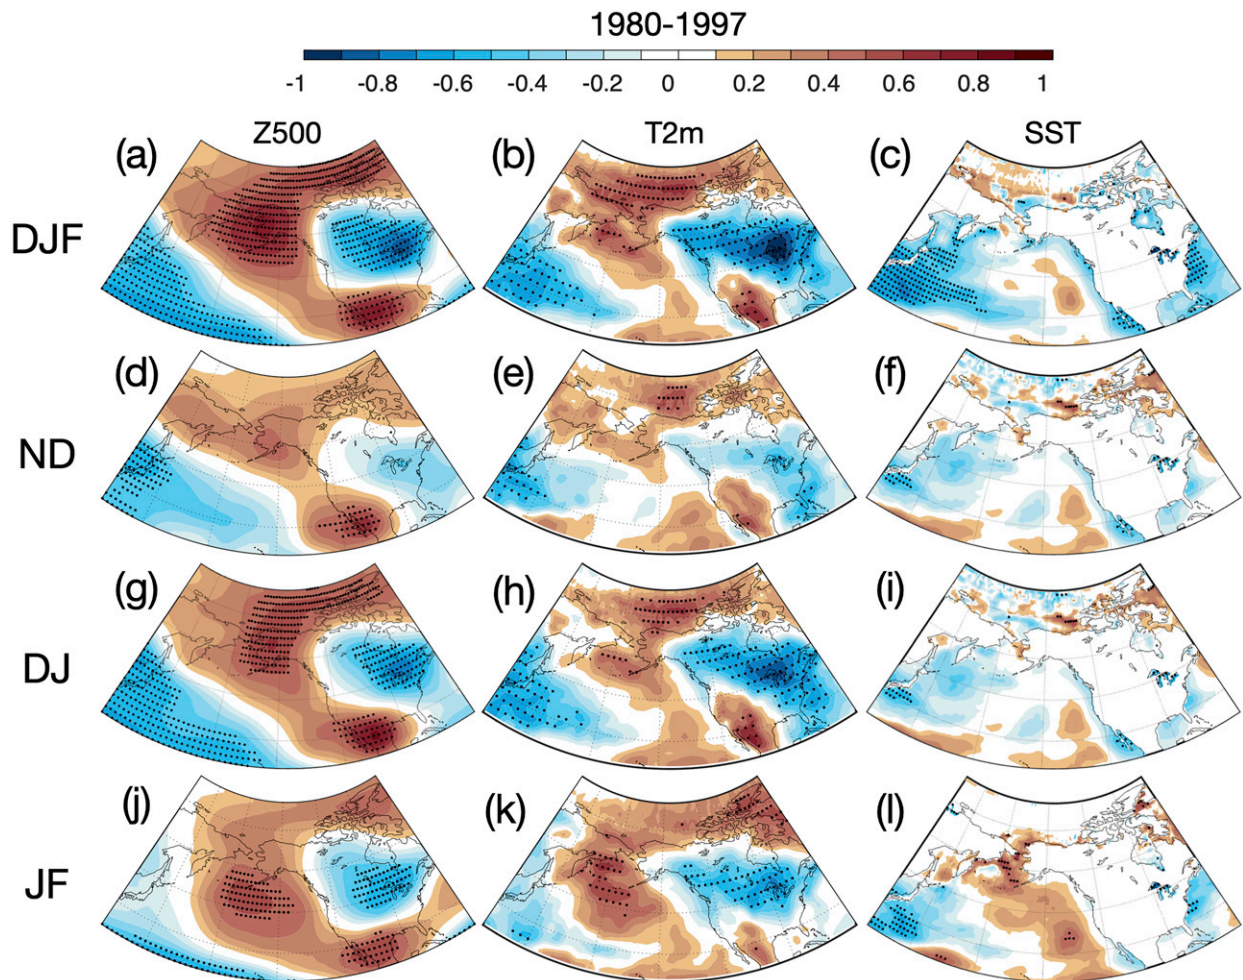 1980-1997
-1 -0.8 -0.6 -0.4 -0.2 0 0.2 0.4 0.6 0.8 1
Z500 T2m SST
(a) (b) (c)
DJF
(d) (e) (f)
ND
(g) (h) (i)
DJ
(j) (k) (l)
JF